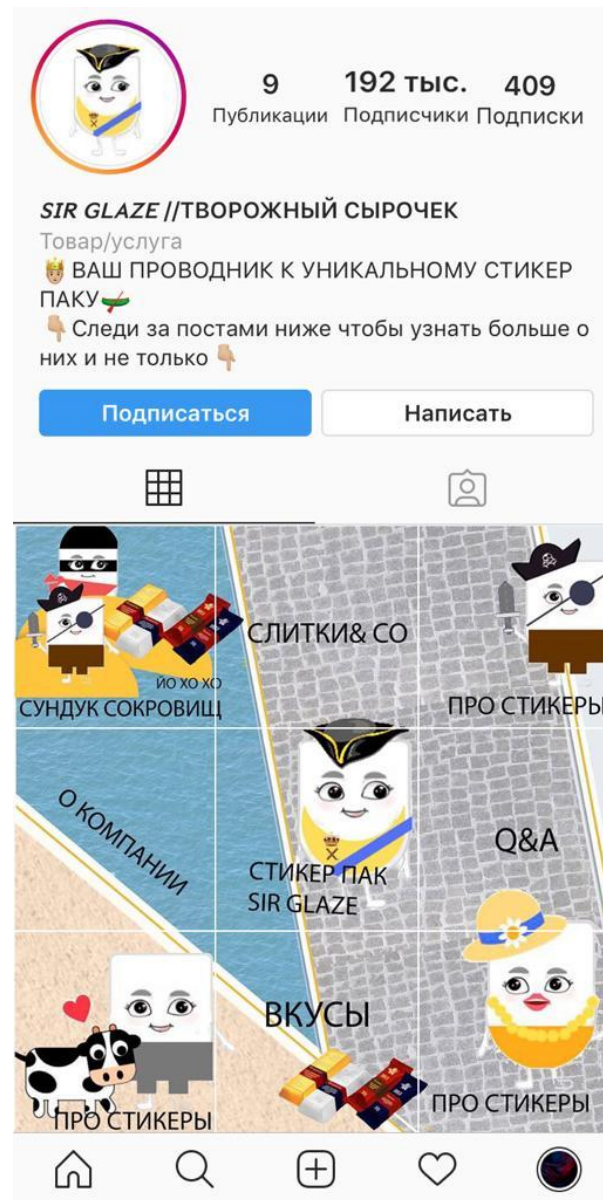 9 192 тыс. 409
Публикации Подписчики Подписки
SIR GLAZE //ТВОРОЖНЫЙ СЫРОЧЕК
Товар/услуга
ВАШ ПРОВОДНИК К УНИКАЛЬНОМУ СТИКЕР
ПАКУ
Следи за постами ниже чтобы узнать больше о
них и не только
Подписаться Написать
ЙО ХО ХО
СУНДУК СОКРОВИЩ
СЛИТКИ& CO
ПРО СТИКЕРЫ
О КОМПАНИИ
СТИКЕР ПАК
SIR GLAZE
Q&A
ПРО СТИКЕРЫ
ВКУСЫ
ПРО СТИКЕРЫ